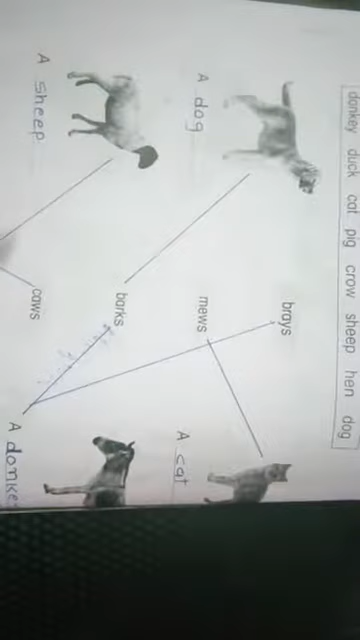 donkey duck cat pig crow sheep hen dog
A dog
brays
A cat
mews
A sheep
barks
A donke
caws